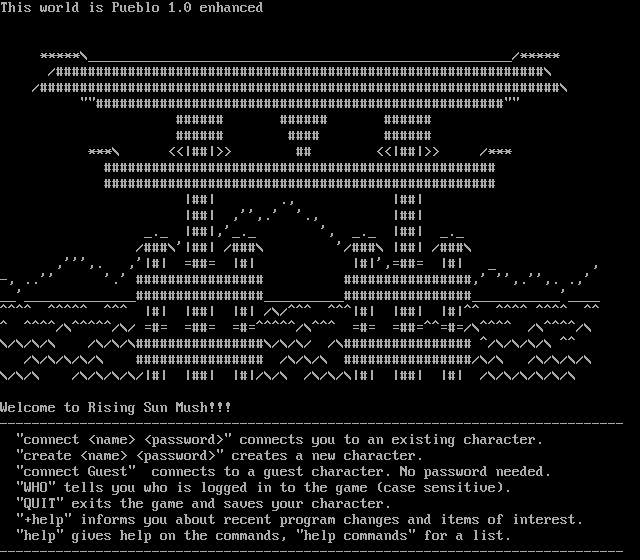 This world is Pueblo 1.0 enhanced
Welcome to Rising Sun Mush!!!
"connect <name> <password>" connects you to an existing character.
"create <name> <password>" creates a new character.
"connect Guest"  connects to a guest character. No password needed.
"WHO" tells you who is logged in to the game (case sensitive).
"QUIT" exits the game and saves your character.
"+help" informs you about recent program changes and items of interest.
"help" gives help on the commands, "help commands" for a list.